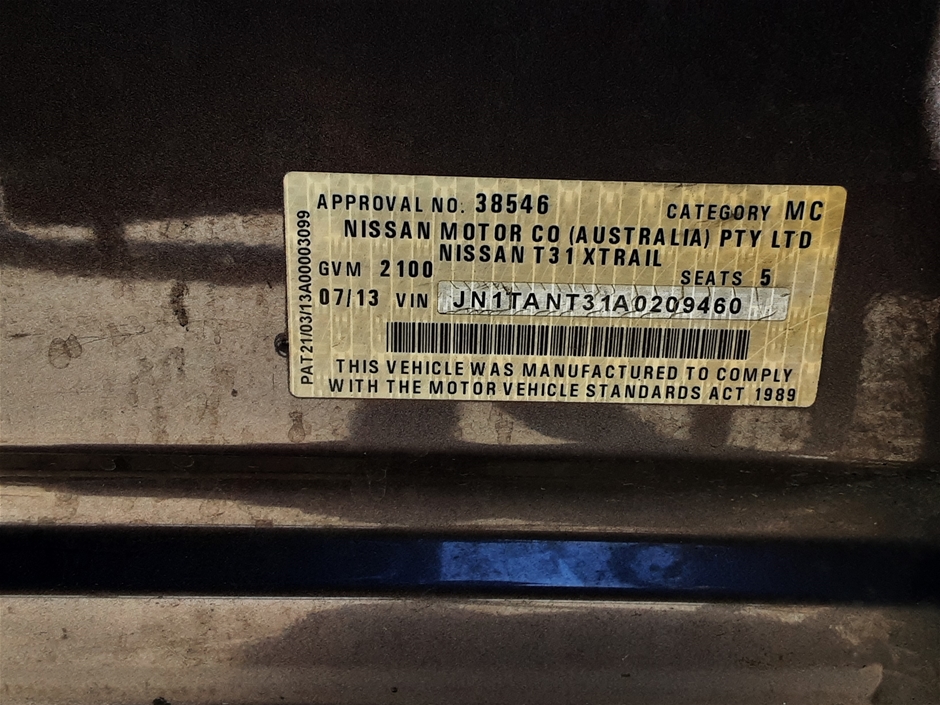 APPROVAL NO. 38546 CATEGORY MC
NISSAN MOTOR CO (AUSTRALIA) PTY LTD
NISSAN T31 XTRAIL
GVM 2100 SEATS 5
07/13 VIN JN1TANT31A0209460
THIS VEHICLE WAS MANUFACTURED TO COMPLY
WITH THE MOTOR VEHICLE STANDARDS ACT 1989
PAT21/03/13A00003099